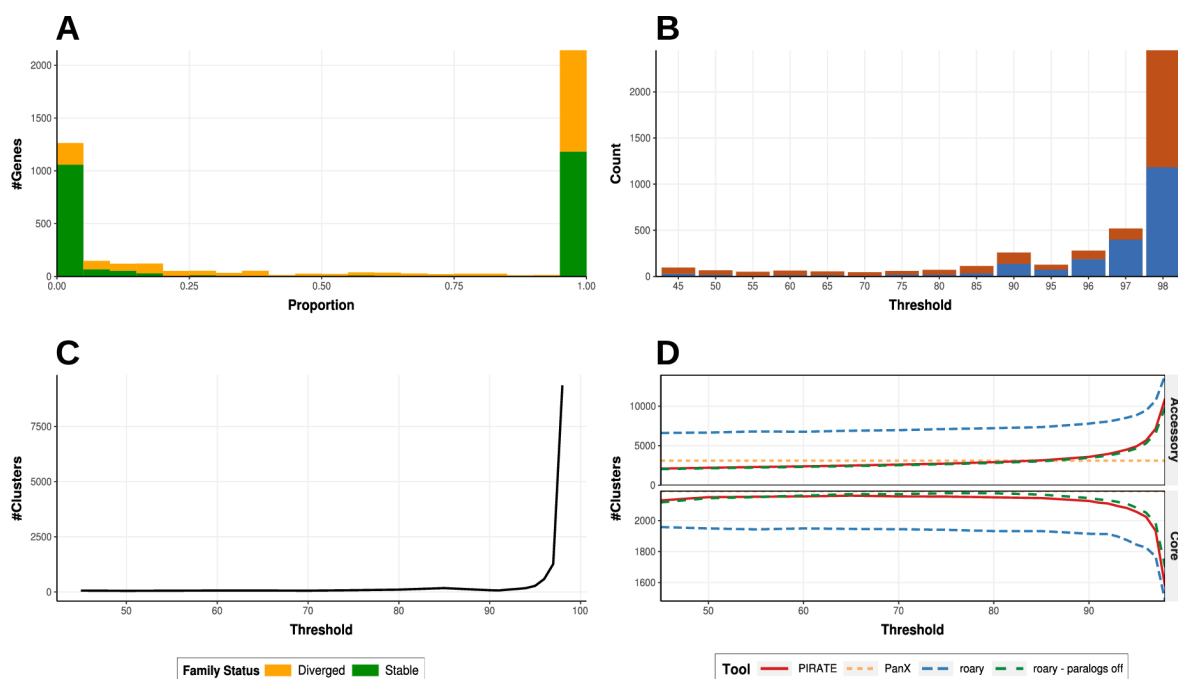 A
2000
1500
1000
500
0
#Genes
0.00 0.25 0.50 0.75 1.00
Proportion
B
2000
1500
1000
500
0
Count
45 50 55 60 65 70 75 80 85 90 95 96 97 98
Threshold
C
7500
5000
2500
0
#Clusters
50 60 70 80 90 100
Threshold
D
10000
5000
0
Accessory
#Clusters
2000
1800
1600
Core
50 60 70 80 90
Threshold
Family Status Diverged Stable
Tool PIRATE PanX roary roary - paralogs off